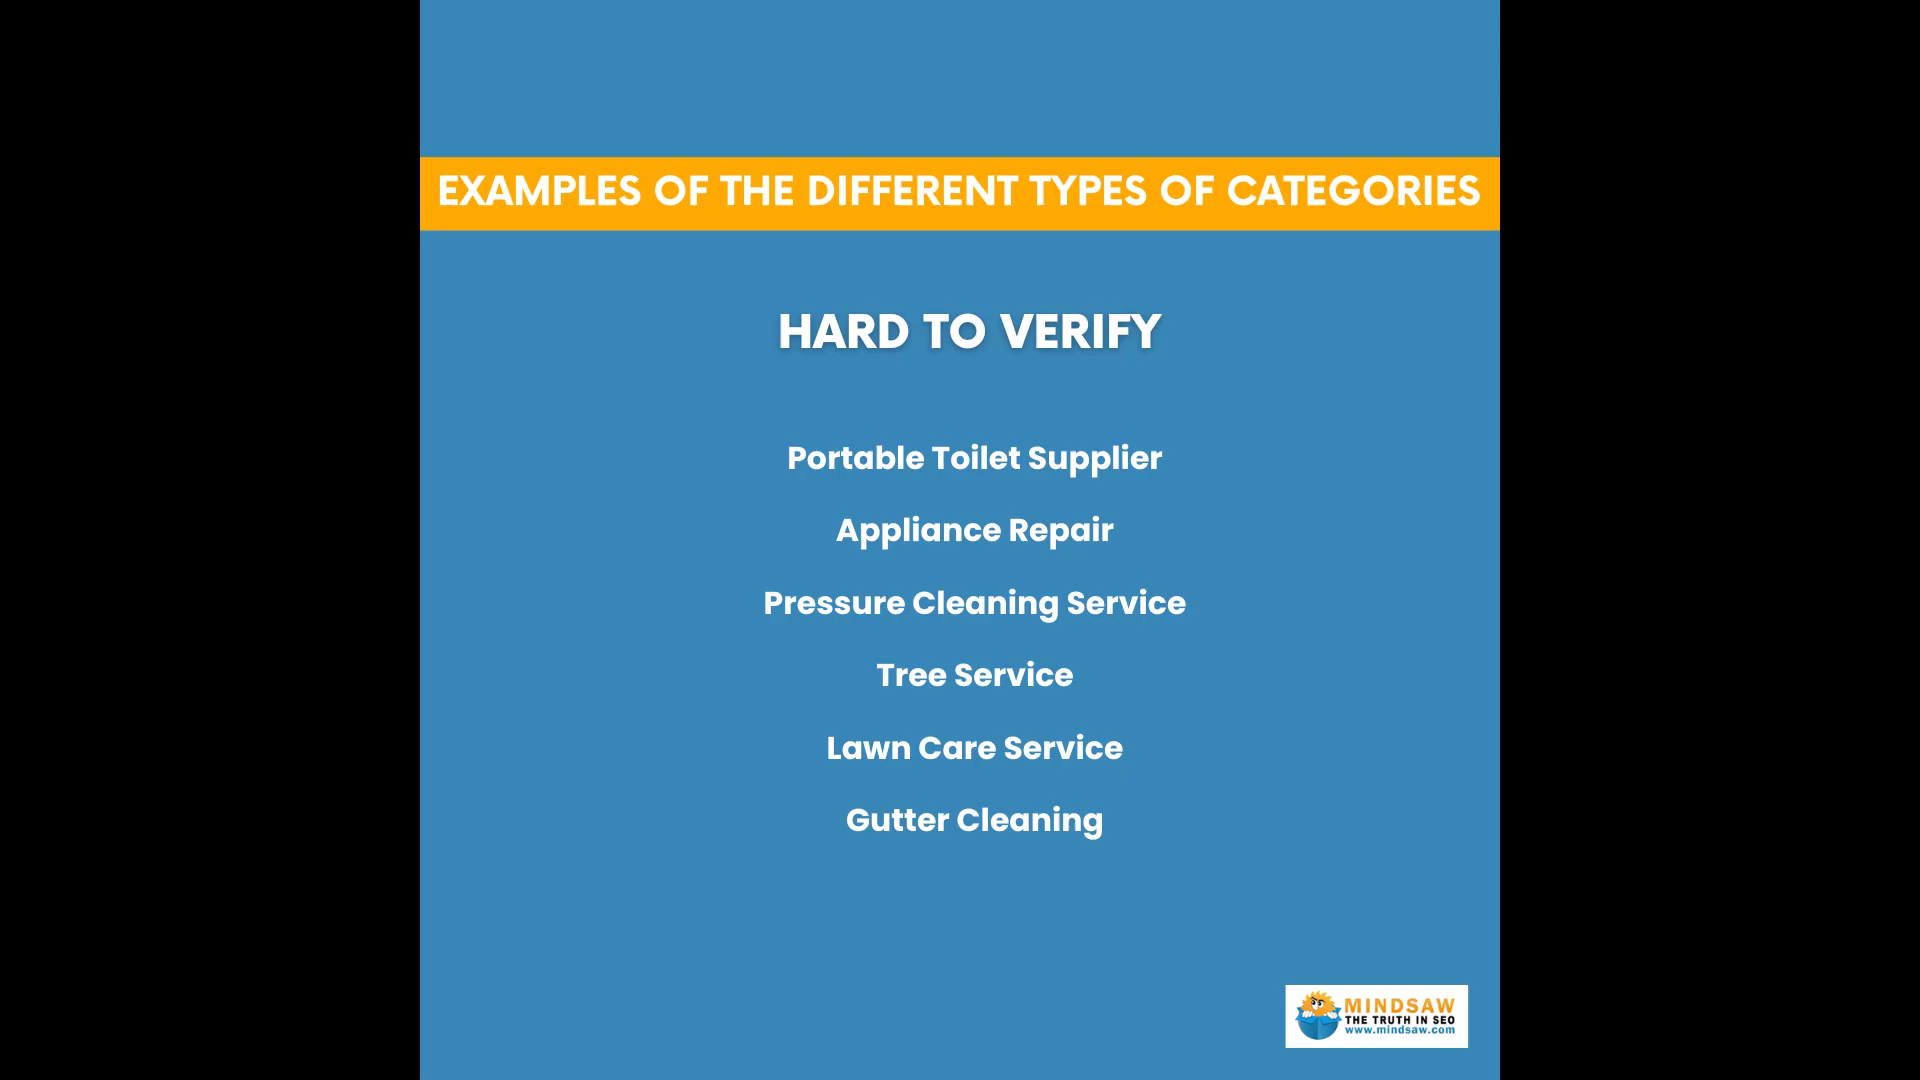 EXAMPLES OF THE DIFFERENT TYPES OF CATEGORIES
HARD TO VERIFY
Portable Toilet Supplier
Appliance Repair
Pressure Cleaning Service
Tree Service
Lawn Care Service
Gutter Cleaning
MINDSAW
THE TRUTH IN SEO
www.mindsaw.com